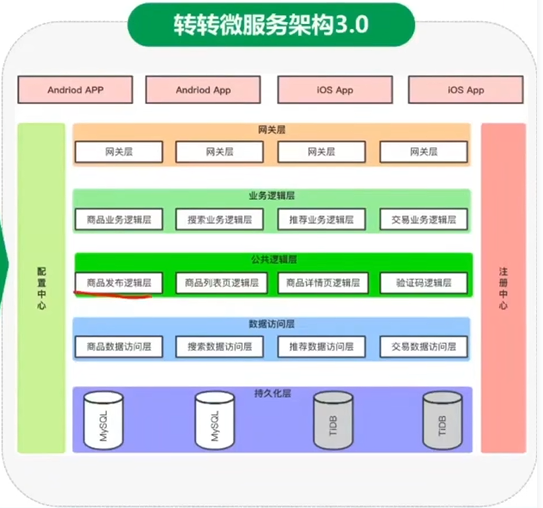 转转微服务架构3.0
Andriod APP
Andriod App
iOS App
iOS App
配置中心
网关层
网关层
网关层
网关层
网关层
业务逻辑层
商品业务逻辑层
搜索业务逻辑层
推荐业务逻辑层
交易业务逻辑层
公共逻辑层
商品发布逻辑层
商品列表页逻辑层
商品详情页逻辑层
验证码逻辑层
数据访问层
商品数据访问层
搜索数据访问层
推荐数据访问层
交易数据访问层
持久化层
MySQL
MySQL
TiDB
TiDB
注册中心